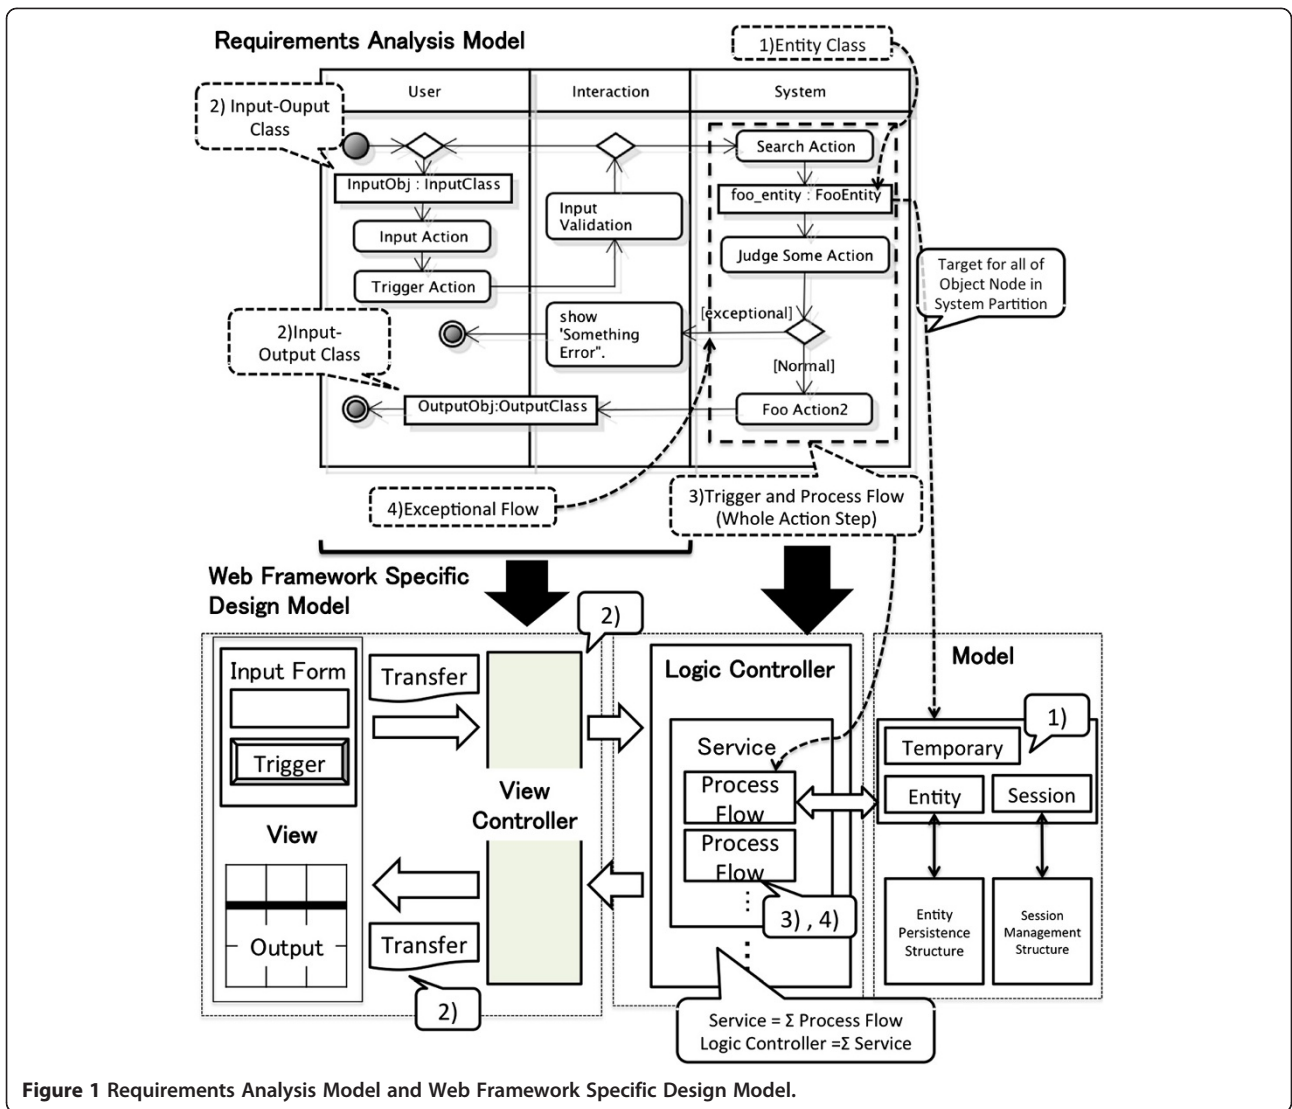 Requirements Analysis Model
1)Entity Class
2) Input-Ouput
Class
User
Interaction
System
Search Action
InputObj : InputClass
foo_entity : FooEntity
Input
Validation
Input Action
Judge Some Action
Trigger Action
Target for all of
Object Node in
System Partition
2)Input-
Output Class
show
'Something
Error".
[exceptional]
[Normal]
OutputObj:OutputClass
Foo Action2
4)Exceptional Flow
3)Trigger and Process Flow
(Whole Action Step)
Web Framework Specific
Design Model
2)
Input Form
Transfer
Trigger
View
Output
Transfer
2)
View
Controller
Logic Controller
Service
Process
Flow
Process
Flow
3) , 4)
Service = Σ Process Flow
Logic Controller =Σ Service
Model
1)
Temporary
Entity
Session
Entity
Persistence
Structure
Session
Management
Structure
Figure 1 Requirements Analysis Model and Web Framework Specific Design Model.